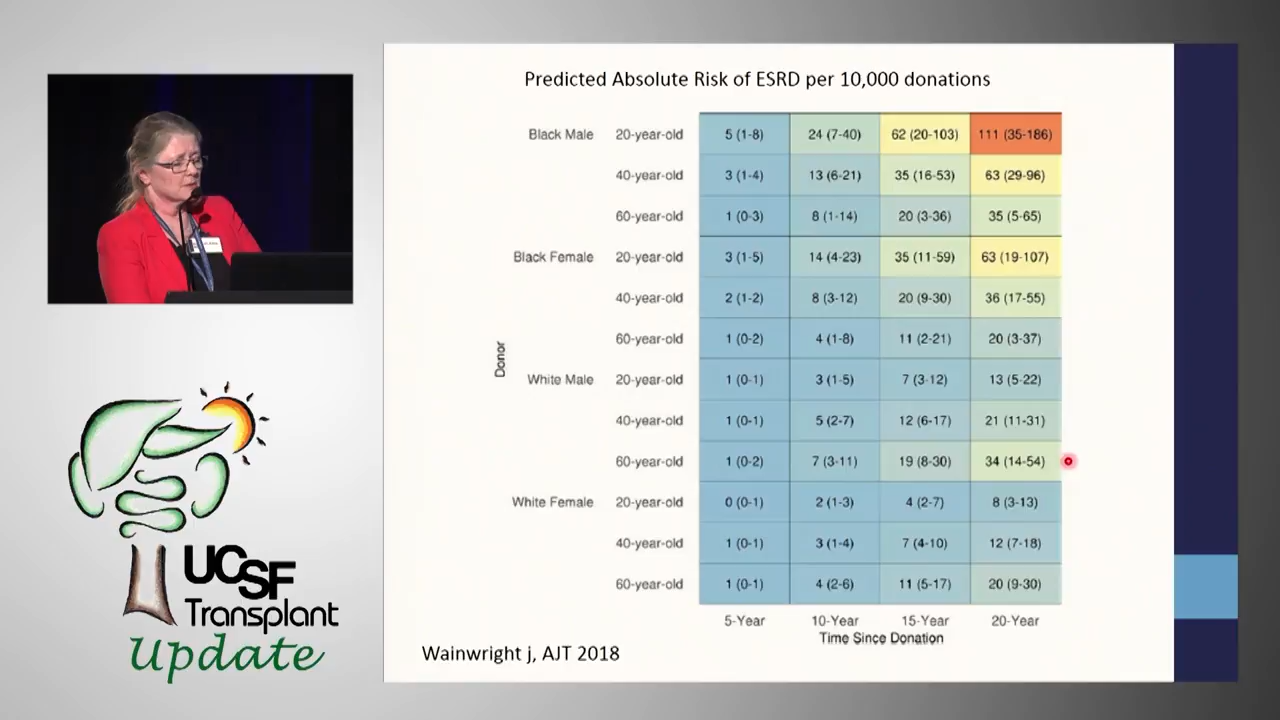 Predicted Absolute Risk of ESRD per 10,000 donations
Black Male 20-year-old 5 (1-8) 24 (7-40) 62 (20-103) 111 (35-186)
40-year-old 3 (1-4) 13 (6-21) 35 (16-53) 63 (29-96)
60-year-old 1 (0-3) 8 (1-14) 20 (3-36) 35 (5-65)
Black Female 20-year-old 3 (1-5) 14 (4-23) 35 (11-59) 63 (19-107)
40-year-old 2 (1-2) 8 (3-12) 20 (9-30) 36 (17-55)
60-year-old 1 (0-2) 4 (1-8) 11 (2-21) 20 (3-37)
Donor
White Male 20-year-old 1 (0-1) 3 (1-5) 7 (3-12) 13 (5-22)
40-year-old 1 (0-1) 5 (2-7) 12 (6-17) 21 (11-31)
60-year-old 1 (0-2) 7 (3-11) 19 (8-30) 34 (14-54)
White Female 20-year-old 0 (0-1) 2 (1-3) 4 (2-7) 8 (3-13)
40-year-old 1 (0-1) 3 (1-4) 7 (4-10) 12 (7-18)
60-year-old 1 (0-1) 4 (2-6) 11 (5-17) 20 (9-30)
5-Year 10-Year 15-Year 20-Year
Time Since Donation
Wainwright j, AJT 2018
UCSF
Transplant
Update